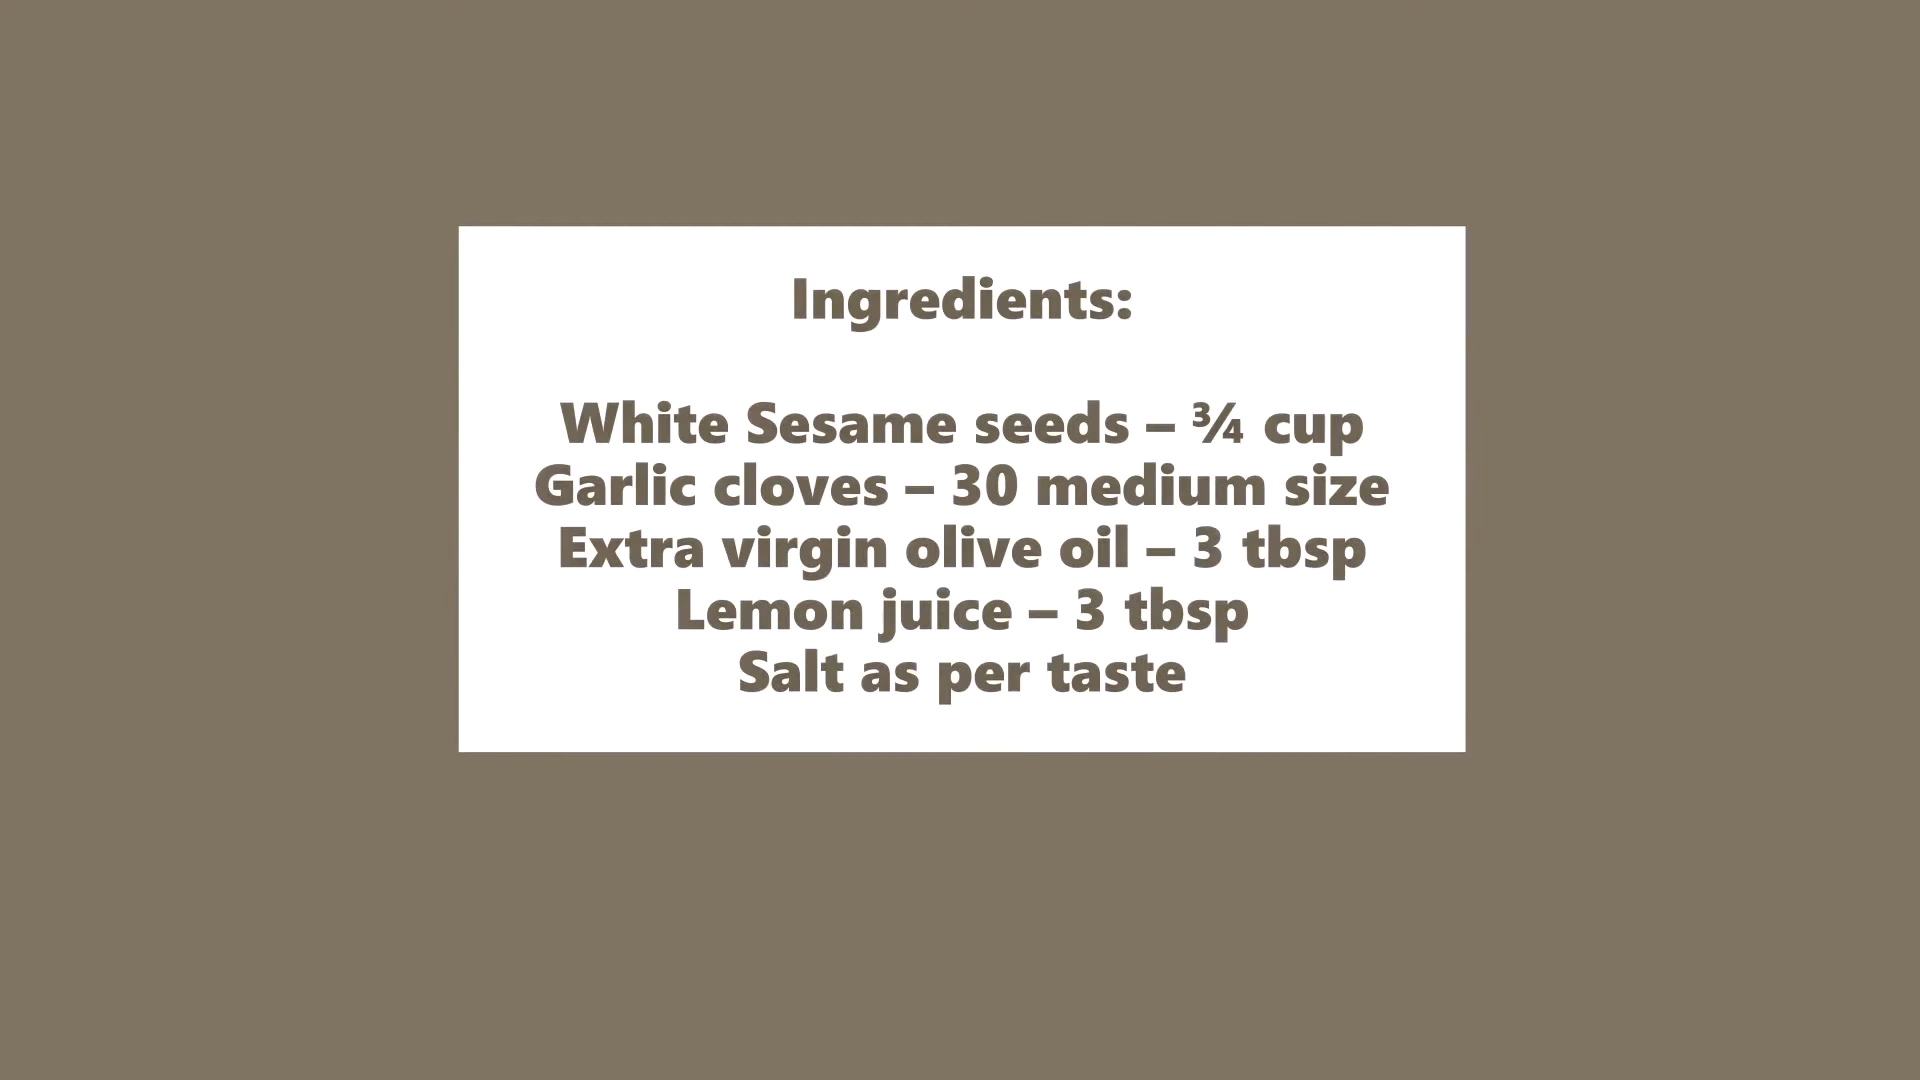 Ingredients:
White Sesame seeds – ¾ cup
Garlic cloves – 30 medium size
Extra virgin olive oil – 3 tbsp
Lemon juice – 3 tbsp
Salt as per taste